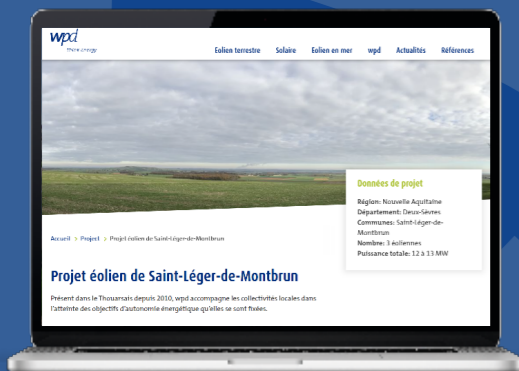 wpd
think energy
Eolien terrestre Solaire Eolien en mer wpd Actualités Références
Données de projet
Région: Nouvelle Aquitaine
Département: Deux-Sèvres
Communes: Saint-Léger-de-
Montbrun
Nombre: 3 éoliennes
Puissance totale: 12 à 13 MW
Accueil > Project > Projet éolien de Saint-Léger-de-Montbrun
Projet éolien de Saint-Léger-de-Montbrun
Présent dans le Thouarsais depuis 2010, wpd accompagne les collectivités locales dans
l'atteinte des objectifs d'autonomie énergétique qu'elles se sont fixées.